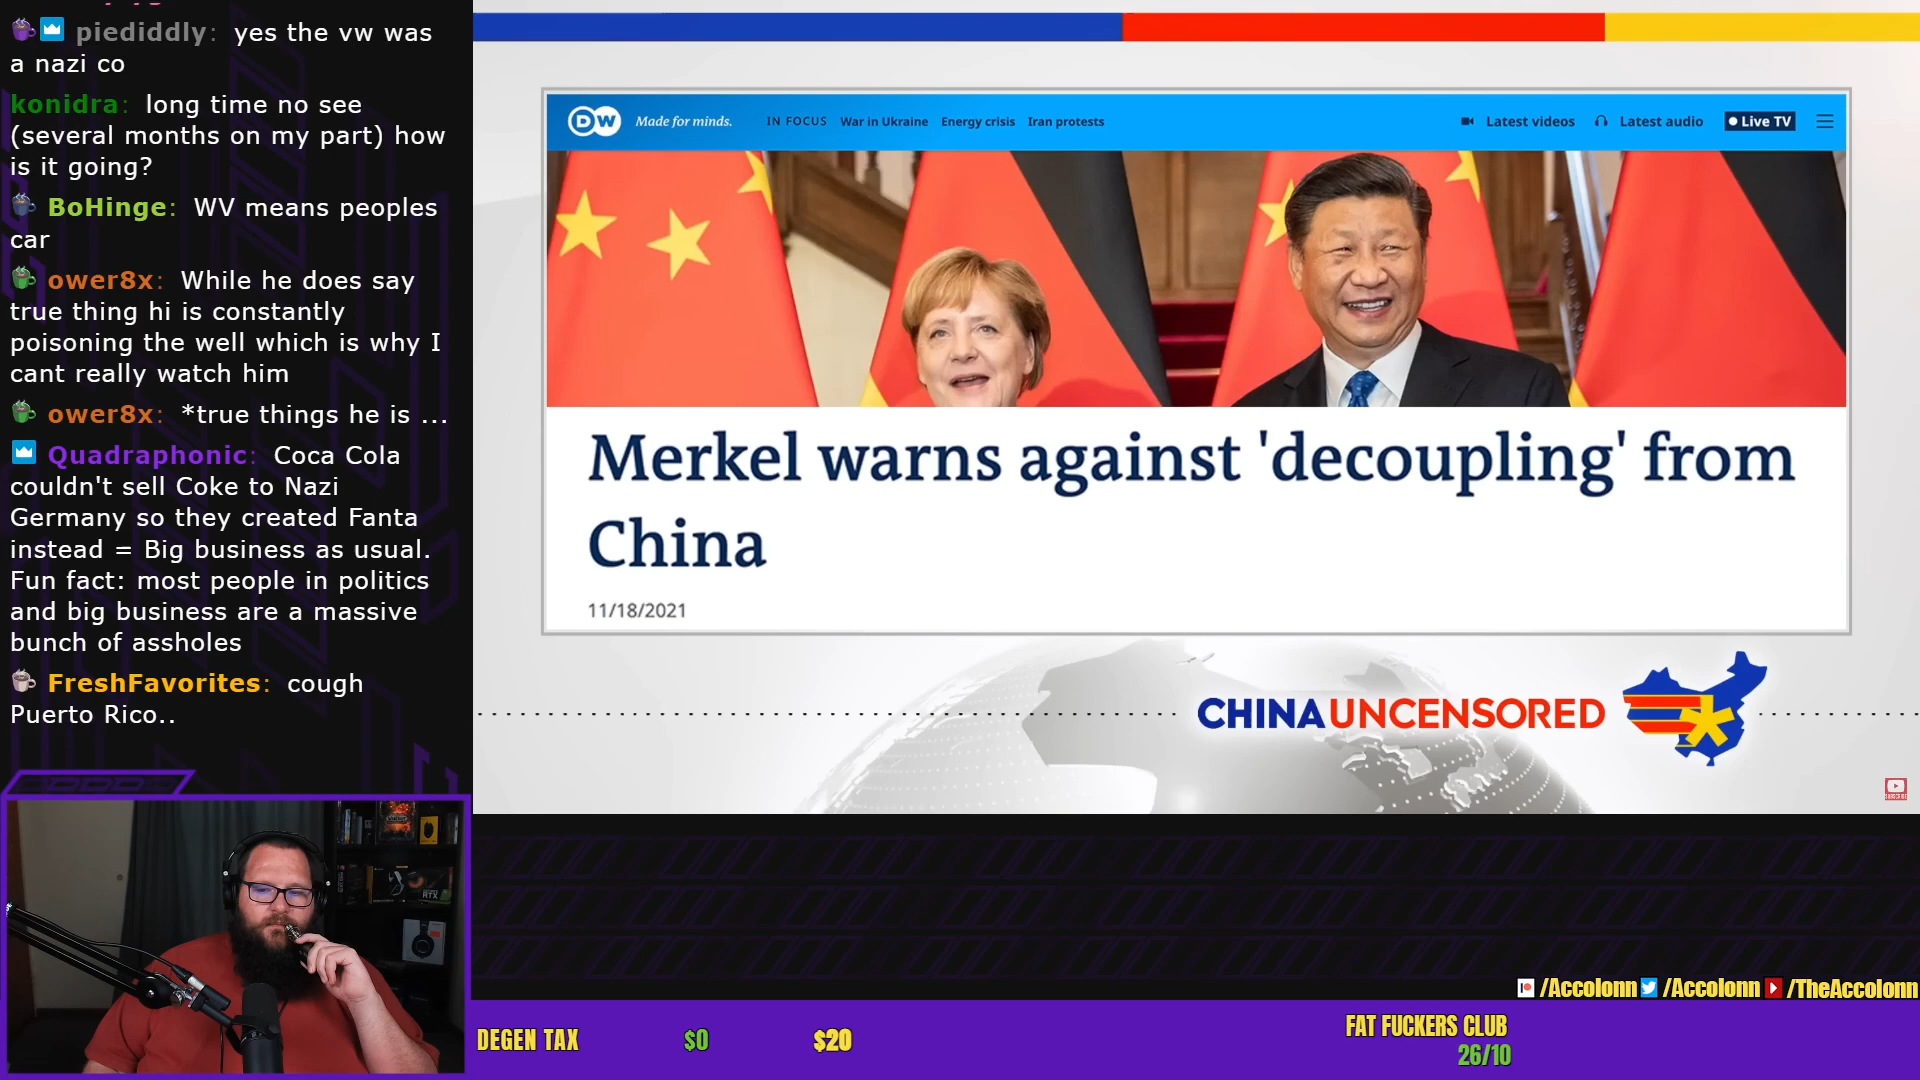 piediddly: yes the vw was
a nazi co
konidra: long time no see
(several months on my part) how
is it going?
BoHinge: WV means peoples
car
ower8x: While he does say
true thing hi is constantly
poisoning the well which is why I
cant really watch him
ower8x: *true things he is ...
Quadraphonic: Coca Cola
couldn't sell Coke to Nazi
Germany so they created Fanta
instead = Big business as usual.
Fun fact: most people in politics
and big business are a massive
bunch of assholes
FreshFavorites: cough
Puerto Rico..
DW Made for minds. IN FOCUS War in Ukraine Energy crisis Iran protests Latest videos Latest audio Live TV
Merkel warns against 'decoupling' from
China
11/18/2021
CHINA UNCENSORED
SUBSCRIBE
/Accolonn /Accolonn /TheAccolonn
DEGEN TAX $0 $20
FAT FUCKERS CLUB
26/10